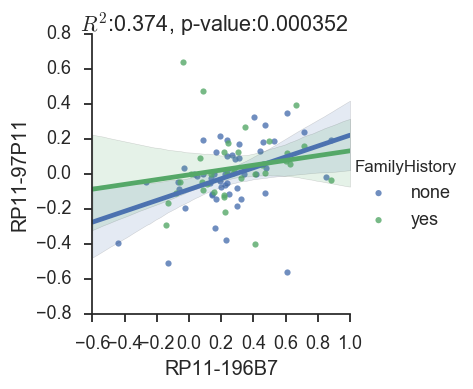 R²:0.374, p-value:0.000352
0.8
0.6
0.4
0.2
0.0
−0.2
−0.4
−0.6
−0.8
RP11-97P11
−0.6 −0.4 −0.2 0.0 0.2 0.4 0.6 0.8 1.0
RP11-196B7
FamilyHistory
none
yes